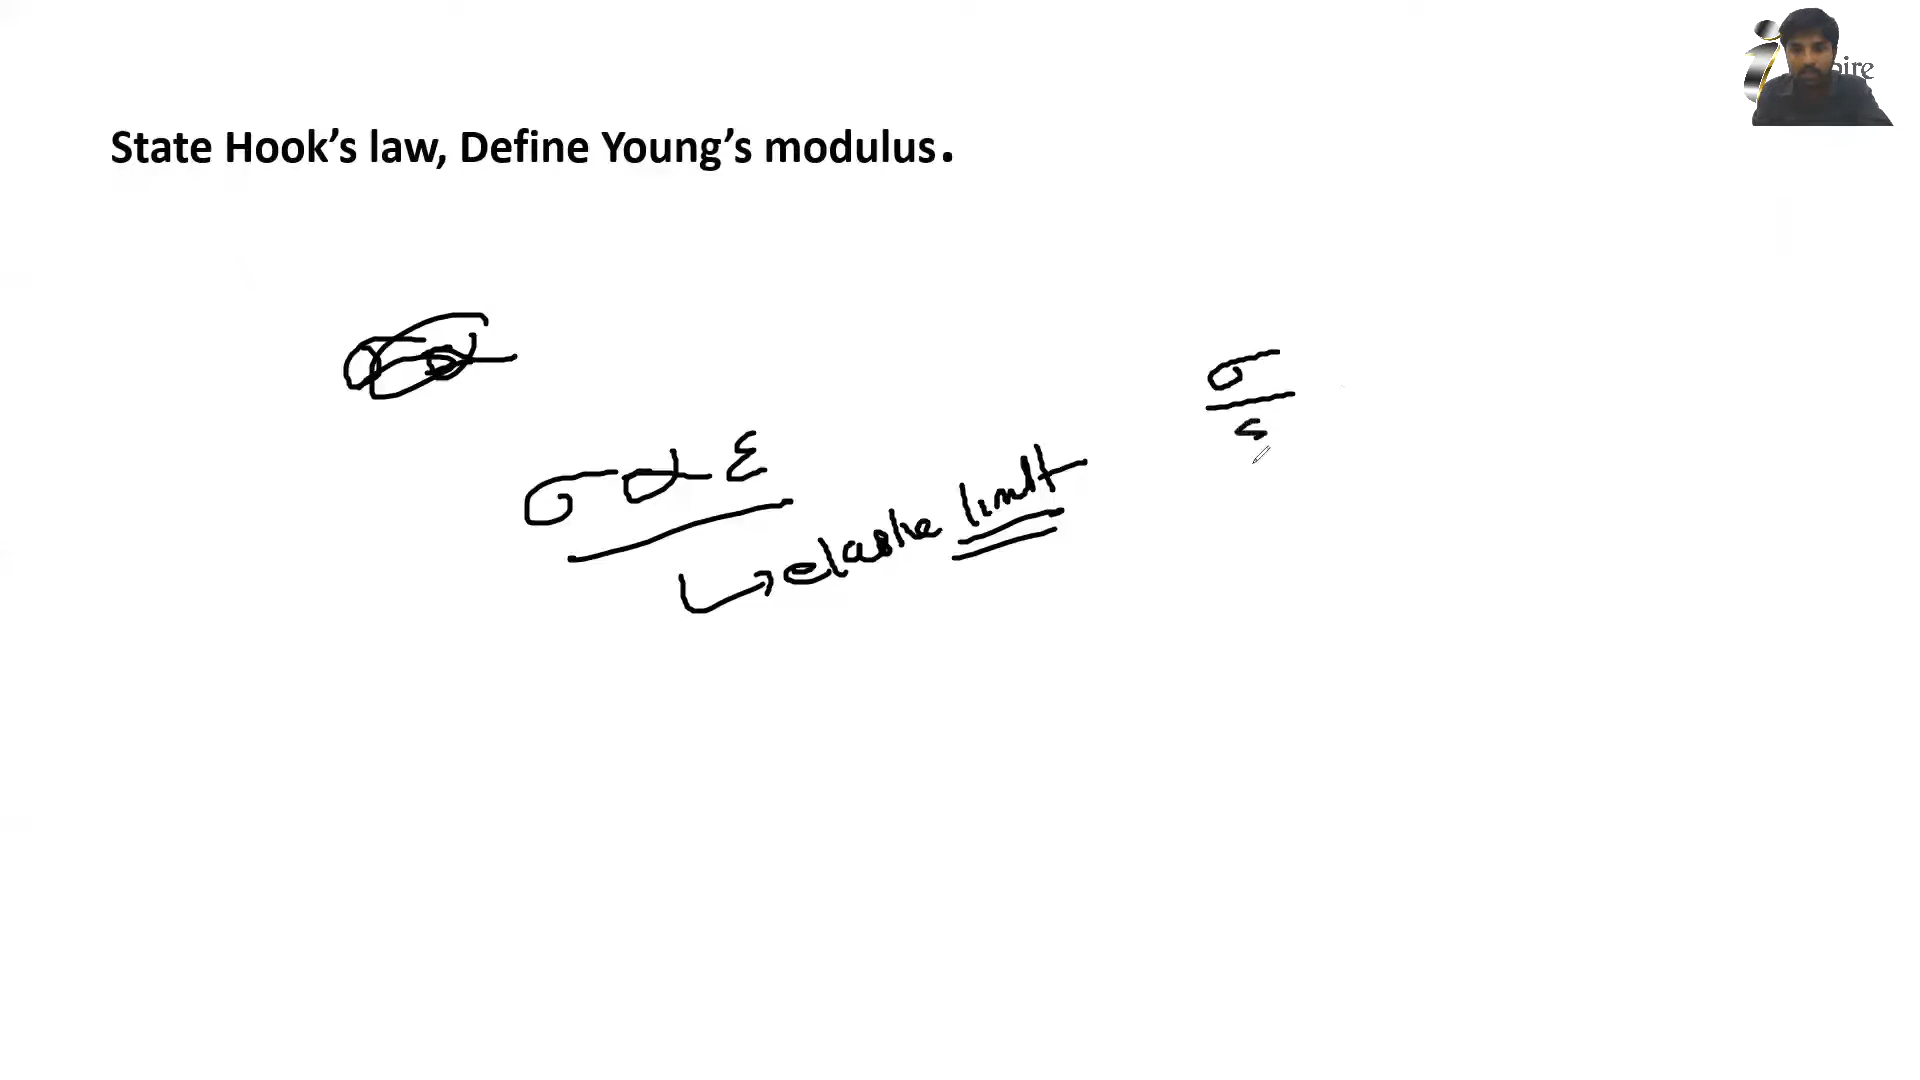 State Hook’s law, Define Young’s modulus.
σ
σ α ε
elastic limit